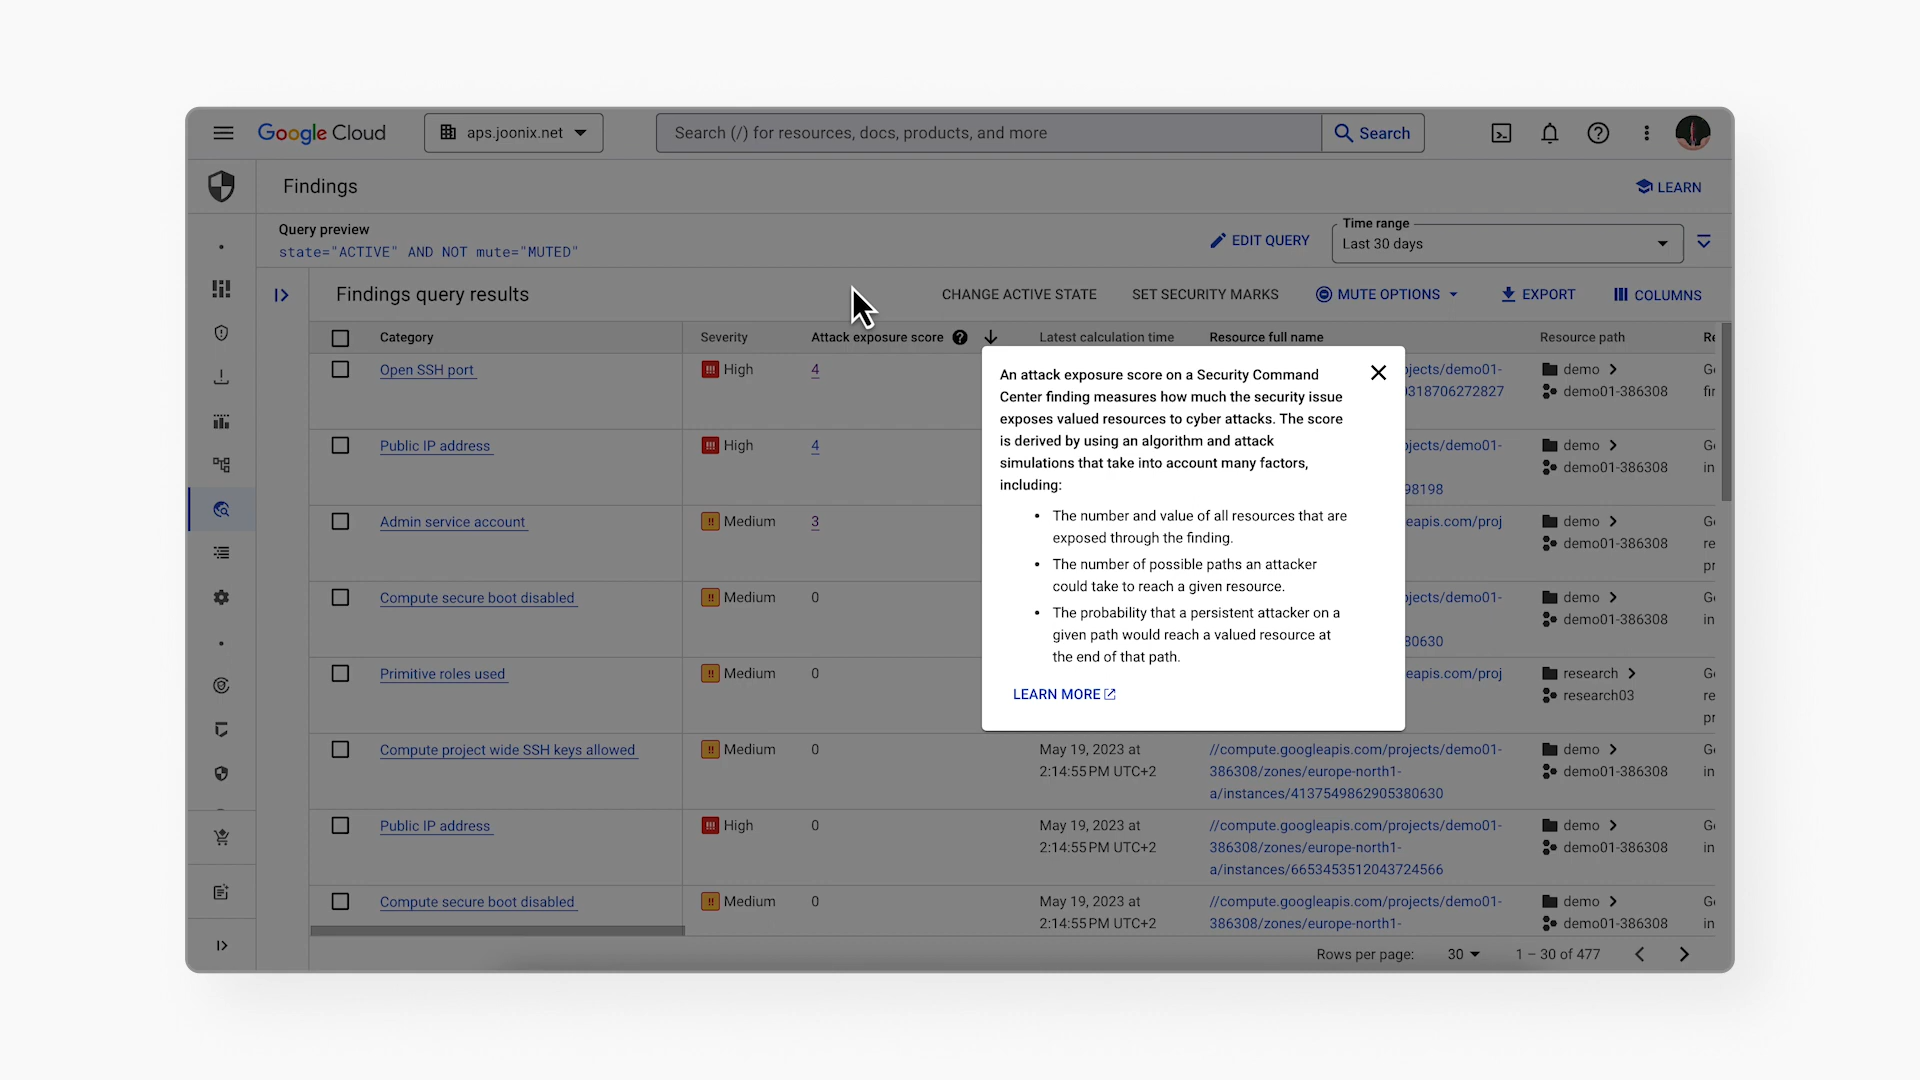 Google Cloud
aps.joonix.net
Search (/) for resources, docs, products, and more
Search
Findings
LEARN
Query preview
state="ACTIVE" AND NOT mute="MUTED"
EDIT QUERY
Time range
Last 30 days
Findings query results
CHANGE ACTIVE STATE
SET SECURITY MARKS
MUTE OPTIONS
EXPORT
COLUMNS
Category Severity Attack exposure score Latest calculation time Resource full name Resource path
An attack exposure score on a Security Command
Center finding measures how much the security issue
exposes valued resources to cyber attacks. The score
is derived by using an algorithm and attack
simulations that take into account many factors,
including:
• The number and value of all resources that are
exposed through the finding.
• The number of possible paths an attacker
could take to reach a given resource.
• The probability that a persistent attacker on a
given path would reach a valued resource at
the end of that path.
LEARN MORE
Open SSH port High 4 jects/demo01- demo
318706272827 demo01-386308
Public IP address High 4 jects/demo01- demo
demo01-386308
98198
Admin service account Medium 3 eapis.com/proj demo
demo01-386308
Compute secure boot disabled Medium 0 jects/demo01- demo
demo01-386308
80630
Primitive roles used Medium 0 eapis.com/proj research
research03
Compute project wide SSH keys allowed Medium 0 May 19, 2023 at //compute.googleapis.com/projects/demo01- demo
2:14:55 PM UTC+2 386308/zones/europe-north1- demo01-386308
a/instances/4137549862905380630
Public IP address High 0 May 19, 2023 at //compute.googleapis.com/projects/demo01- demo
2:14:55 PM UTC+2 386308/zones/europe-north1- demo01-386308
a/instances/6653453512043724566
Compute secure boot disabled Medium 0 May 19, 2023 at //compute.googleapis.com/projects/demo01- demo
2:14:55 PM UTC+2 386308/zones/europe-north1- demo01-386308
Rows per page: 30 1 – 30 of 477